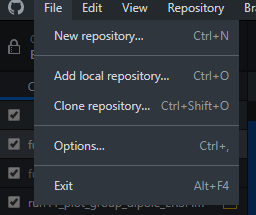 File Edit View Repository
New repository... Ctrl+N
Add local repository... Ctrl+O
Clone repository... Ctrl+Shift+O
Options... Ctrl+,
Exit Alt+F4